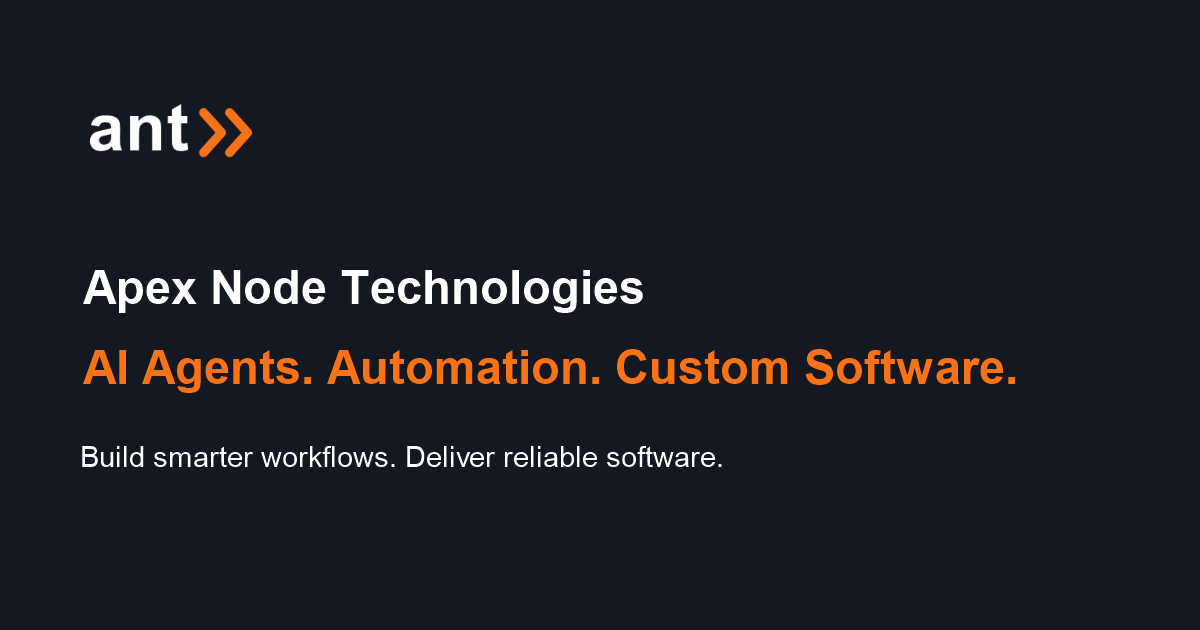 ant
Apex Node Technologies
AI Agents. Automation. Custom Software.
Build smarter workflows. Deliver reliable software.